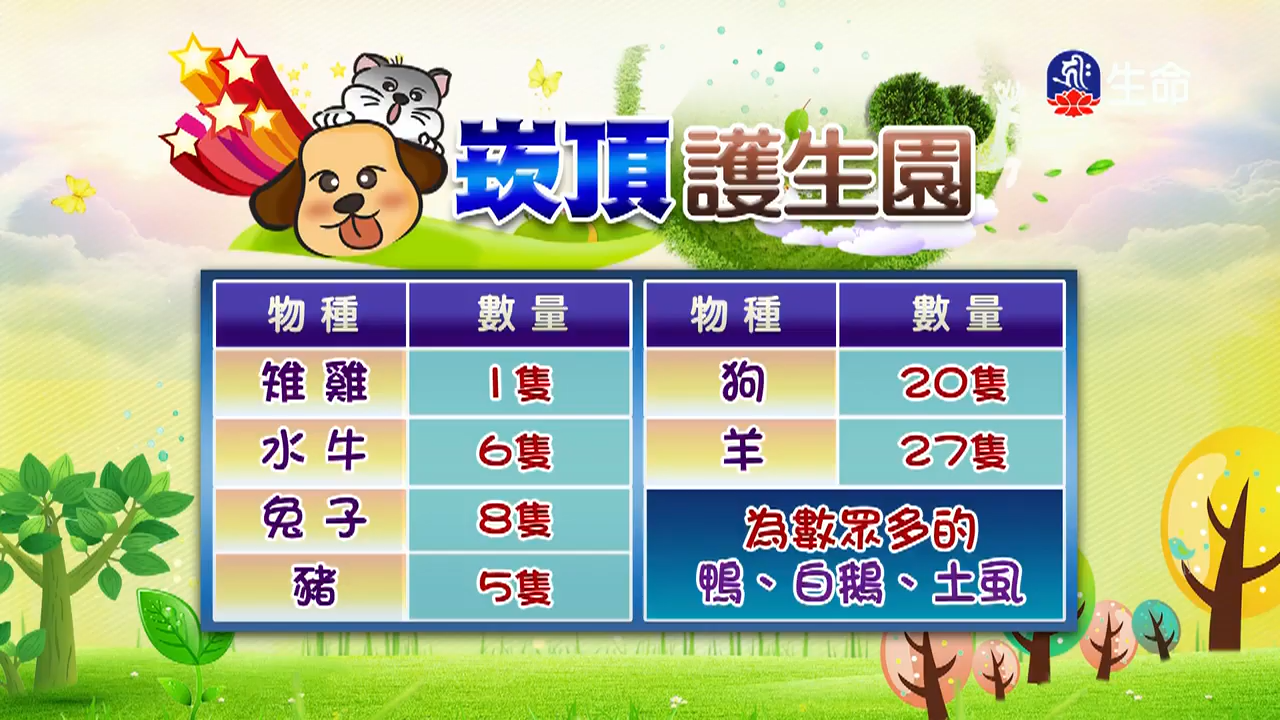 生命
崁頂護生園
物種 數量 物種 數量
雉雞 1隻 狗 20隻
水牛 6隻 羊 27隻
兔子 8隻
豬 5隻
為數眾多的
鴨、白鵝、土虱